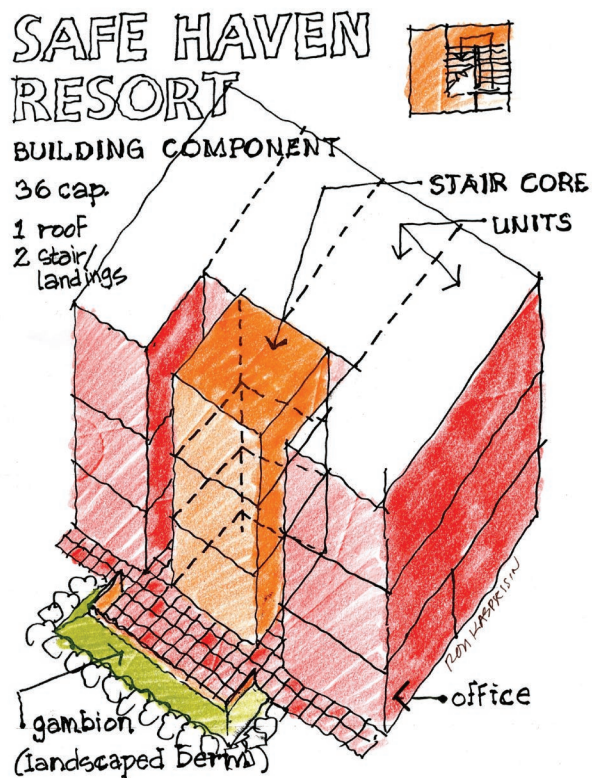 SAFE HAVEN
RESORT
BUILDING COMPONENT
36 cap.
1 roof
2 stair/
landings
STAIR CORE
UNITS
RON KASPRISIN
office
gambion
(landscaped berm)